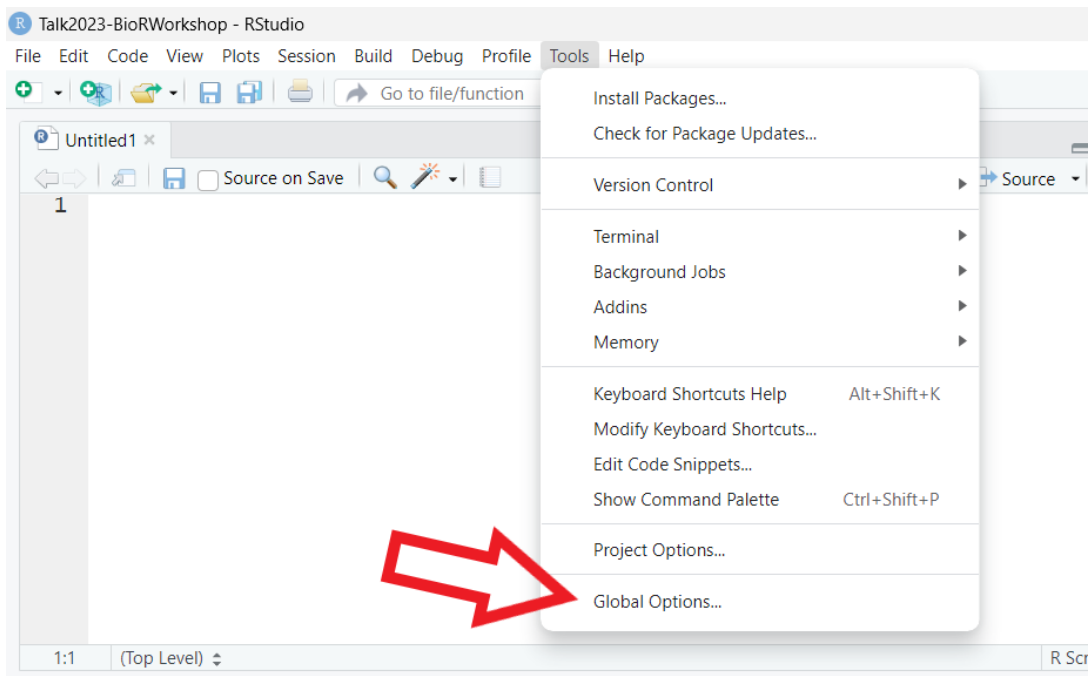 Talk2023-BioRWorkshop - RStudio
File Edit Code View Plots Session Build Debug Profile Tools Help
Go to file/function
Install Packages...
Check for Package Updates...
Untitled1
Source on Save
Version Control
Source
1
Terminal
Background Jobs
Addins
Memory
Keyboard Shortcuts Help Alt+Shift+K
Modify Keyboard Shortcuts...
Edit Code Snippets...
Show Command Palette Ctrl+Shift+P
Project Options...
Global Options...
1:1 (Top Level) R Scr